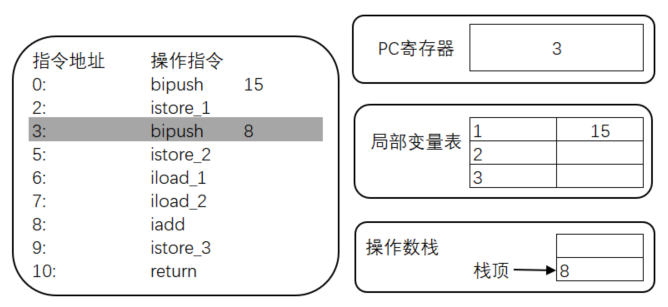 指令地址 操作指令
0: bipush 15
2: istore_1
3: bipush 8
5: istore_2
6: iload_1
7: iload_2
8: iadd
9: istore_3
10: return
PC寄存器 3
局部变量表
1 15
2
3
操作数栈
栈顶 8